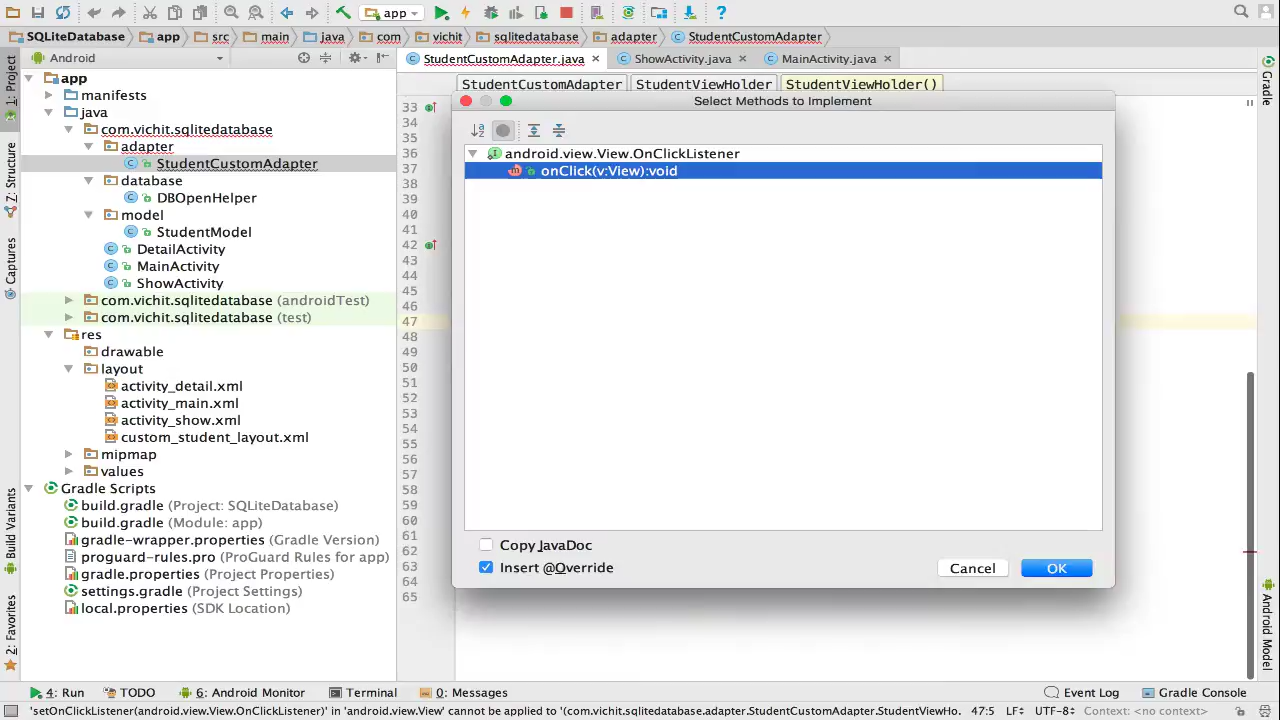 app
SQLiteDatabase app src main java com vichit sqlitedatabase adapter StudentCustomAdapter
Android
StudentCustomAdapter.java ShowActivity.java MainActivity.java
StudentCustomAdapter StudentViewHolder StudentViewHolder()
1: Project
Z: Structure
Captures
Build Variants
2: Favorites
app
manifests
java
com.vichit.sqlitedatabase
adapter
StudentCustomAdapter
database
DBOpenHelper
model
StudentModel
DetailActivity
MainActivity
ShowActivity
com.vichit.sqlitedatabase (androidTest)
com.vichit.sqlitedatabase (test)
res
drawable
layout
activity_detail.xml
activity_main.xml
activity_show.xml
custom_student_layout.xml
mipmap
values
Gradle Scripts
build.gradle (Project: SQLiteDatabase)
build.gradle (Module: app)
gradle-wrapper.properties (Gradle Version)
proguard-rules.pro (ProGuard Rules for app)
gradle.properties (Project Properties)
settings.gradle (Project Settings)
local.properties (SDK Location)
33
34
35
36
37
38
39
40
41
42
43
44
45
46
47
48
49
50
51
52
53
54
55
56
57
58
59
60
61
62
63
64
65
Select Methods to Implement
android.view.View.OnClickListener
onClick(v:View):void
Copy JavaDoc
Insert @Override
Cancel OK
Gradle
Android Model
4: Run TODO 6: Android Monitor Terminal 0: Messages Event Log Gradle Console
'setOnClickListener(android.view.View.OnClickListener)' in 'android.view.View' cannot be applied to '(com.vichit.sqlitedatabase.adapter.StudentCustomAdapter.StudentViewHo. 47:5 LF UTF-8 Context: <no context>